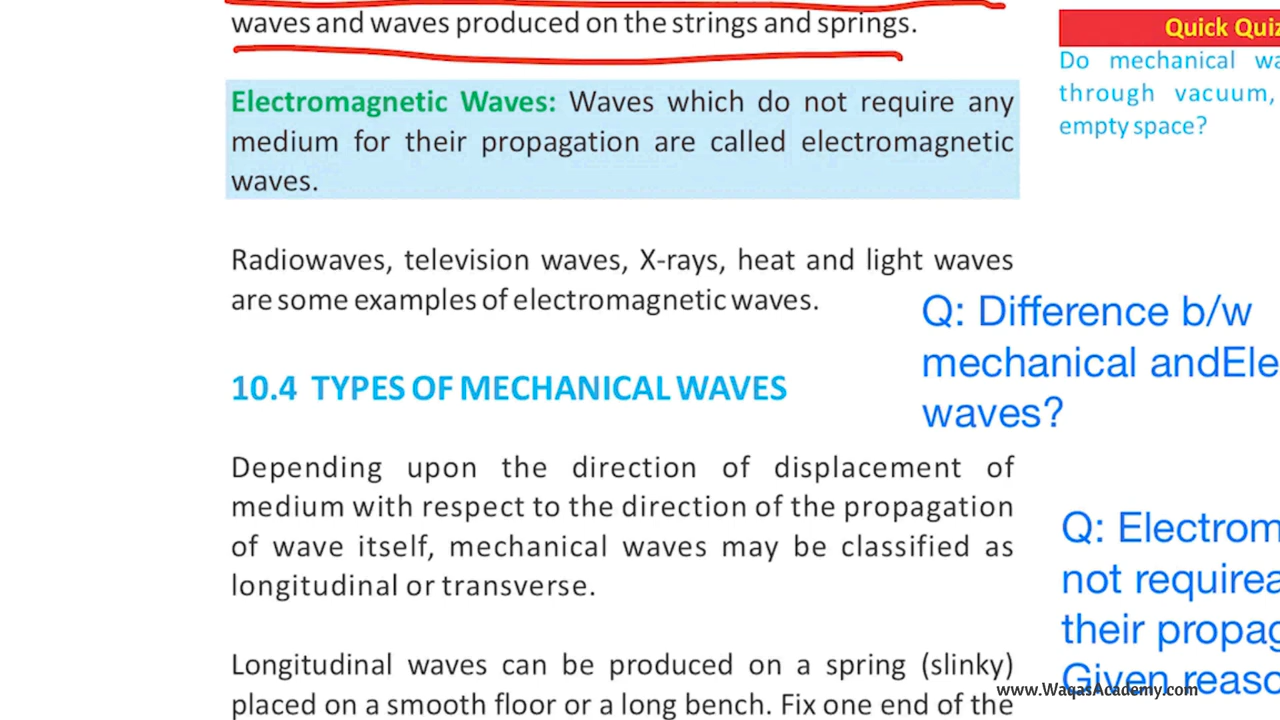 waves and waves produced on the strings and springs.
Electromagnetic Waves: Waves which do not require any
medium for their propagation are called electromagnetic
waves.
Radiowaves, television waves, X-rays, heat and light waves
are some examples of electromagnetic waves.
10.4 TYPES OF MECHANICAL WAVES
Depending upon the direction of displacement of
medium with respect to the direction of the propagation
of wave itself, mechanical waves may be classified as
longitudinal or transverse.
Longitudinal waves can be produced on a spring (slinky)
placed on a smooth floor or a long bench. Fix one end of the
Quick Quiz
Do mechanical wa
through vacuum,
empty space?
Q: Difference b/w
mechanical andEle
waves?
Q: Electrom
not requirea
their propag
Given reaso
www.WaqasAcademy.com